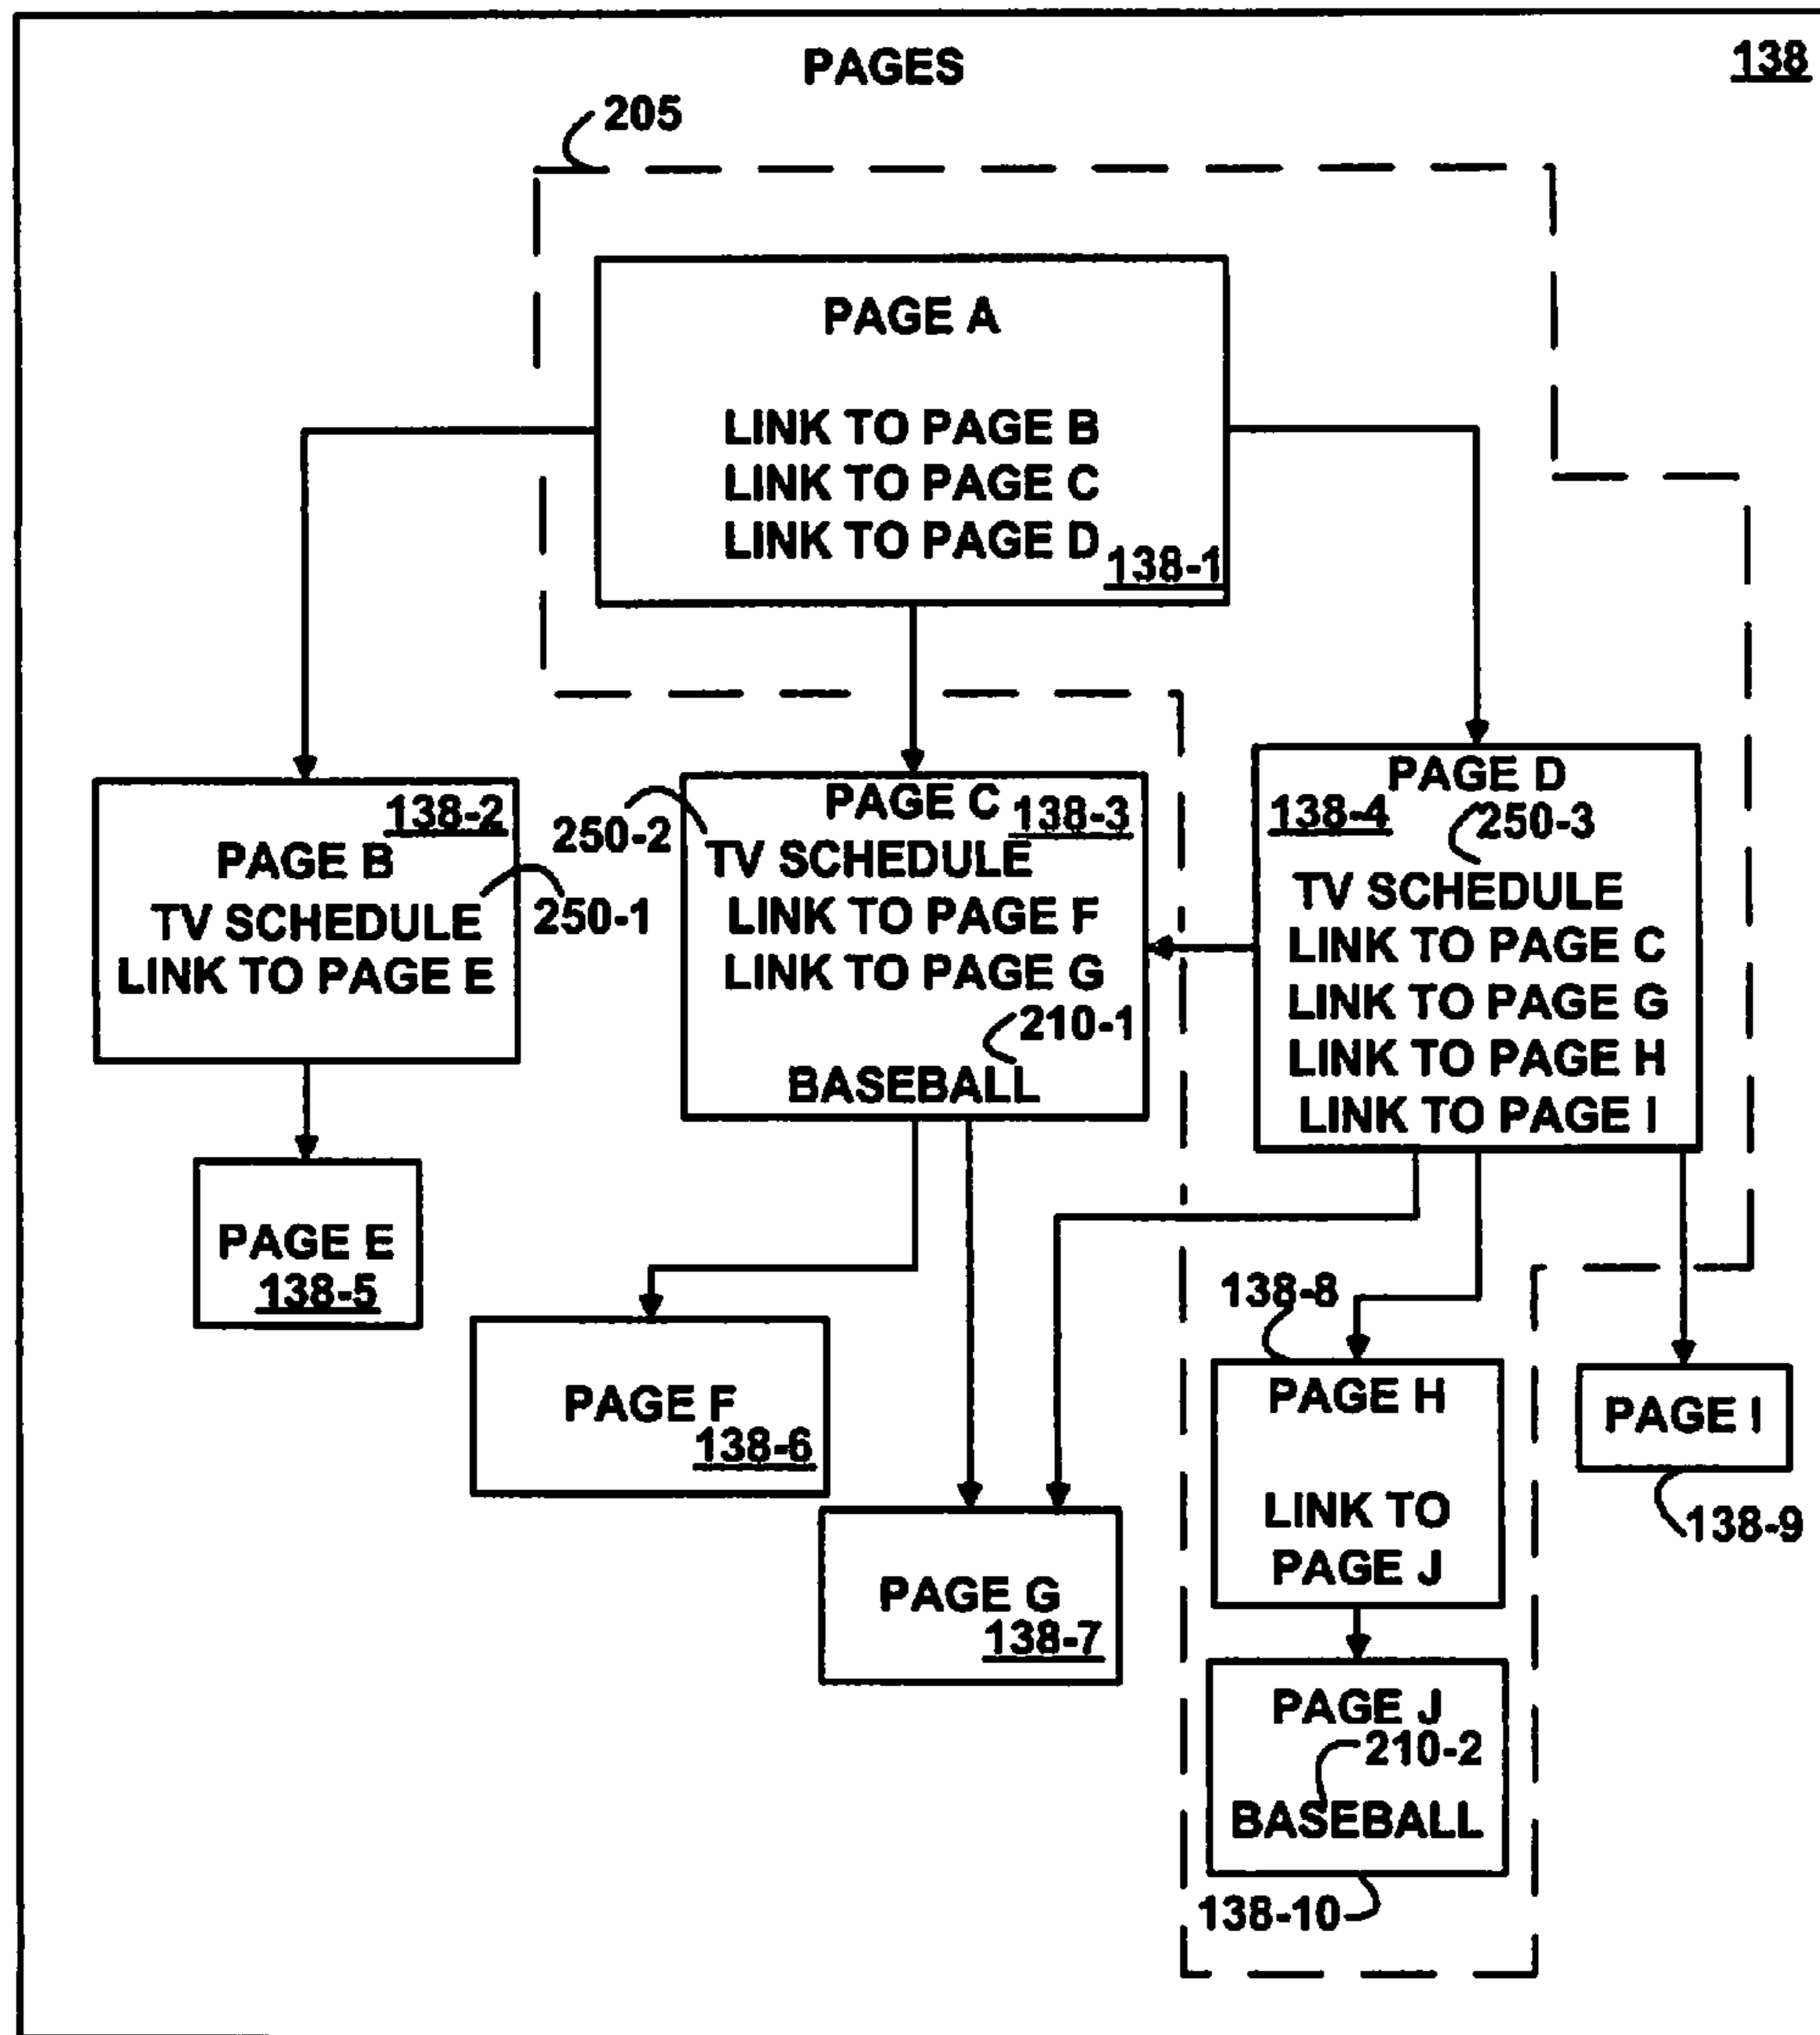 PAGES
138
205
PAGE A
LINK TO PAGE B
LINK TO PAGE C
LINK TO PAGE D
138-1
138-2
PAGE B
TV SCHEDULE
250-1
LINK TO PAGE E
PAGE C
138-3
250-2
TV SCHEDULE
LINK TO PAGE F
LINK TO PAGE G
210-1
BASEBALL
PAGE D
138-4
250-3
TV SCHEDULE
LINK TO PAGE C
LINK TO PAGE G
LINK TO PAGE H
LINK TO PAGE I
PAGE E
138-5
PAGE F
138-6
PAGE G
138-7
138-8
PAGE H
LINK TO
PAGE J
PAGE I
138-9
PAGE J
210-2
BASEBALL
138-10